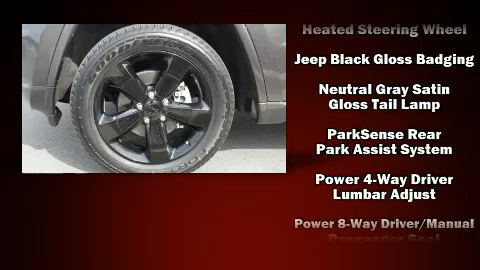 Heated Steering Wheel
Jeep Black Gloss Badging
Neutral Gray Satin
Gloss Tail Lamp
ParkSense Rear
Park Assist System
Power 4-Way Driver
Lumbar Adjust
Power 8-Way Driver/Manual